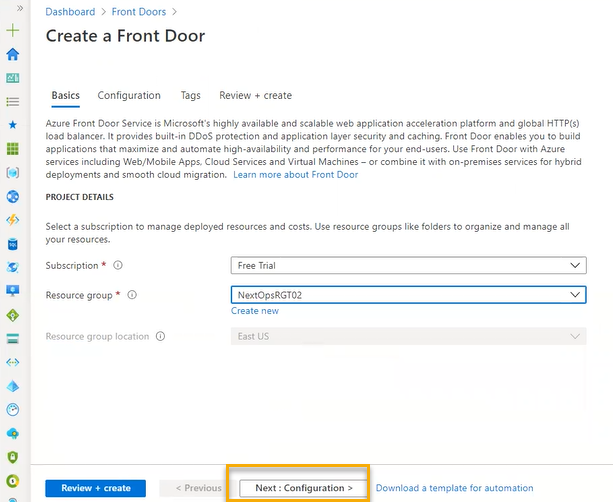 »
Dashboard > Front Doors >
Create a Front Door
Basics Configuration Tags Review + create
Azure Front Door Service is Microsoft's highly available and scalable web application acceleration platform and global HTTP(s)
load balancer. It provides built-in DDoS protection and application layer security and caching. Front Door enables you to build
applications that maximize and automate high-availability and performance for your end-users. Use Front Door with Azure
services including Web/Mobile Apps, Cloud Services and Virtual Machines – or combine it with on-premises services for hybrid
deployments and smooth cloud migration. Learn more about Front Door
PROJECT DETAILS
Select a subscription to manage deployed resources and costs. Use resource groups like folders to organize and manage all
your resources.
Subscription * Free Trial
Resource group * NextOpsRGT02
Create new
Resource group location East US
Review + create < Previous Next : Configuration > Download a template for automation